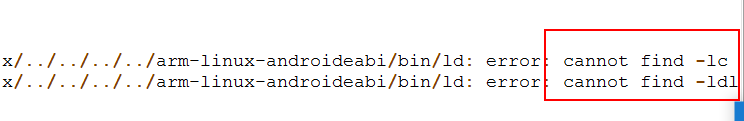 x/../../../../arm-linux-androideabi/bin/ld: error: cannot find -lc
x/../../../../arm-linux-androideabi/bin/ld: error: cannot find -ldl